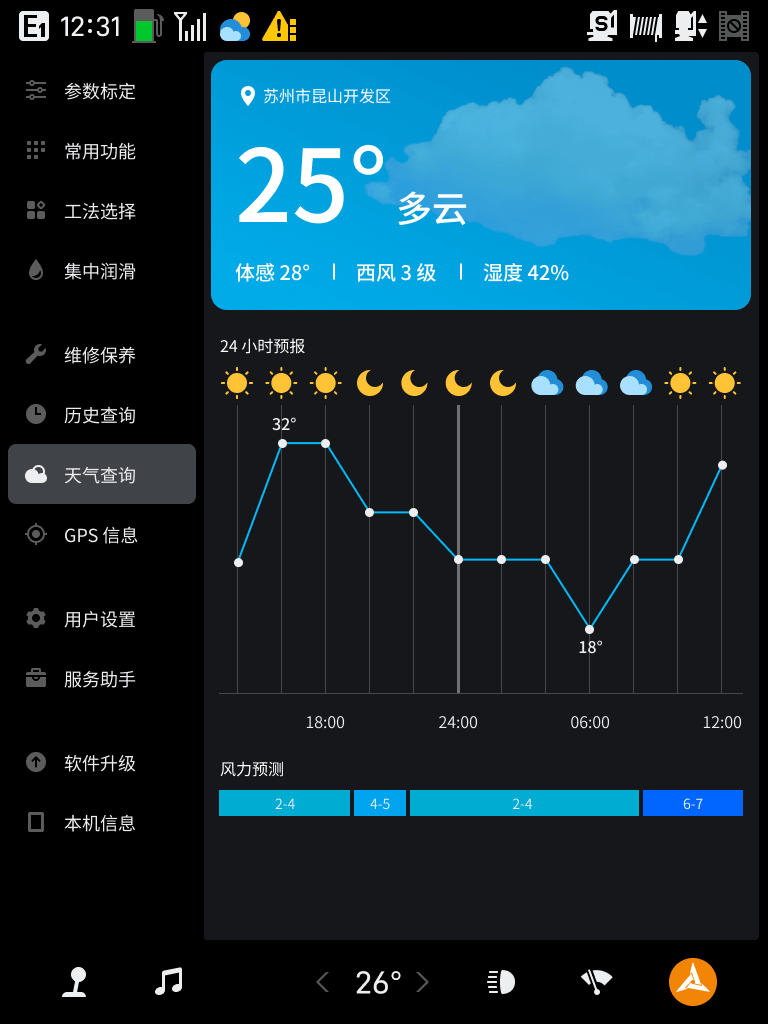 E1 12:31
S1
参数标定
常用功能
工法选择
集中润滑
维修保养
历史查询
天气查询
GPS 信息
用户设置
服务助手
软件升级
本机信息
苏州市昆山开发区
25° 多云
体感 28° 西风 3 级 湿度 42%
24 小时预报
32°
18°
18:00 24:00 06:00 12:00
风力预测
2-4 4-5 2-4 6-7
26°